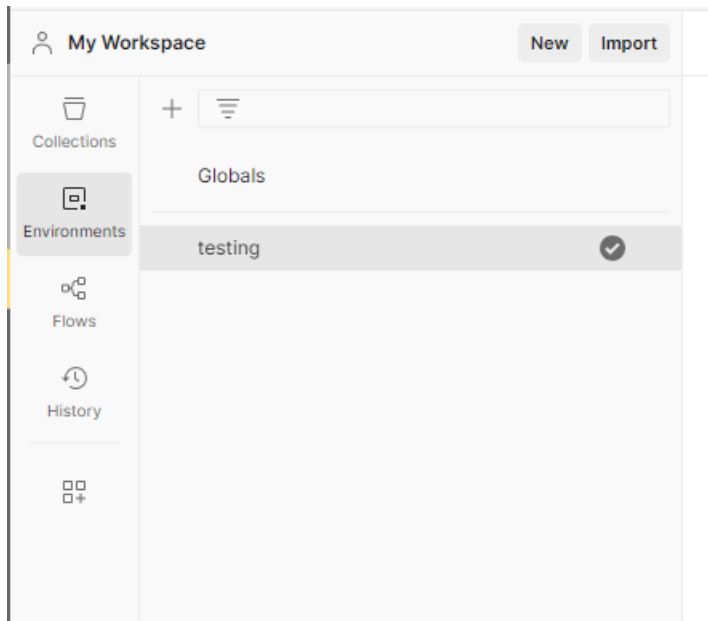 My Workspace
New
Import
Collections
Environments
Flows
History
Globals
testing